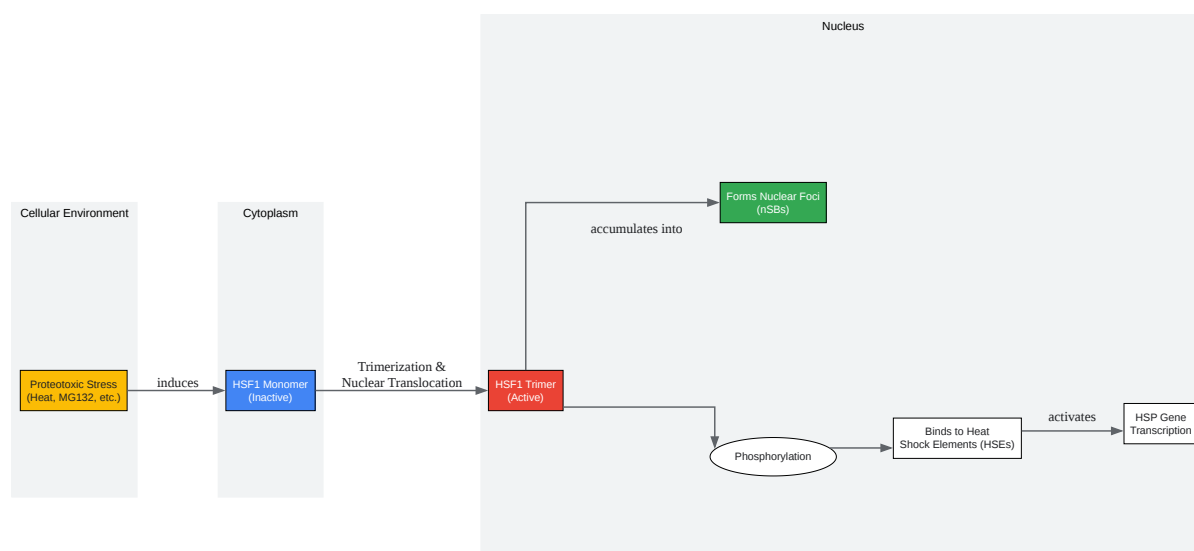 Nucleus
Forms Nuclear Foci
(nSBs)
accumulates into
Cellular Environment
Cytoplasm
Proteotoxic Stress
(Heat, MG132, etc.)
induces
HSF1 Monomer
(Inactive)
Trimerization &
Nuclear Translocation
HSF1 Trimer
(Active)
Phosphorylation
Binds to Heat
Shock Elements (HSEs)
activates
HSP Gene
Transcription